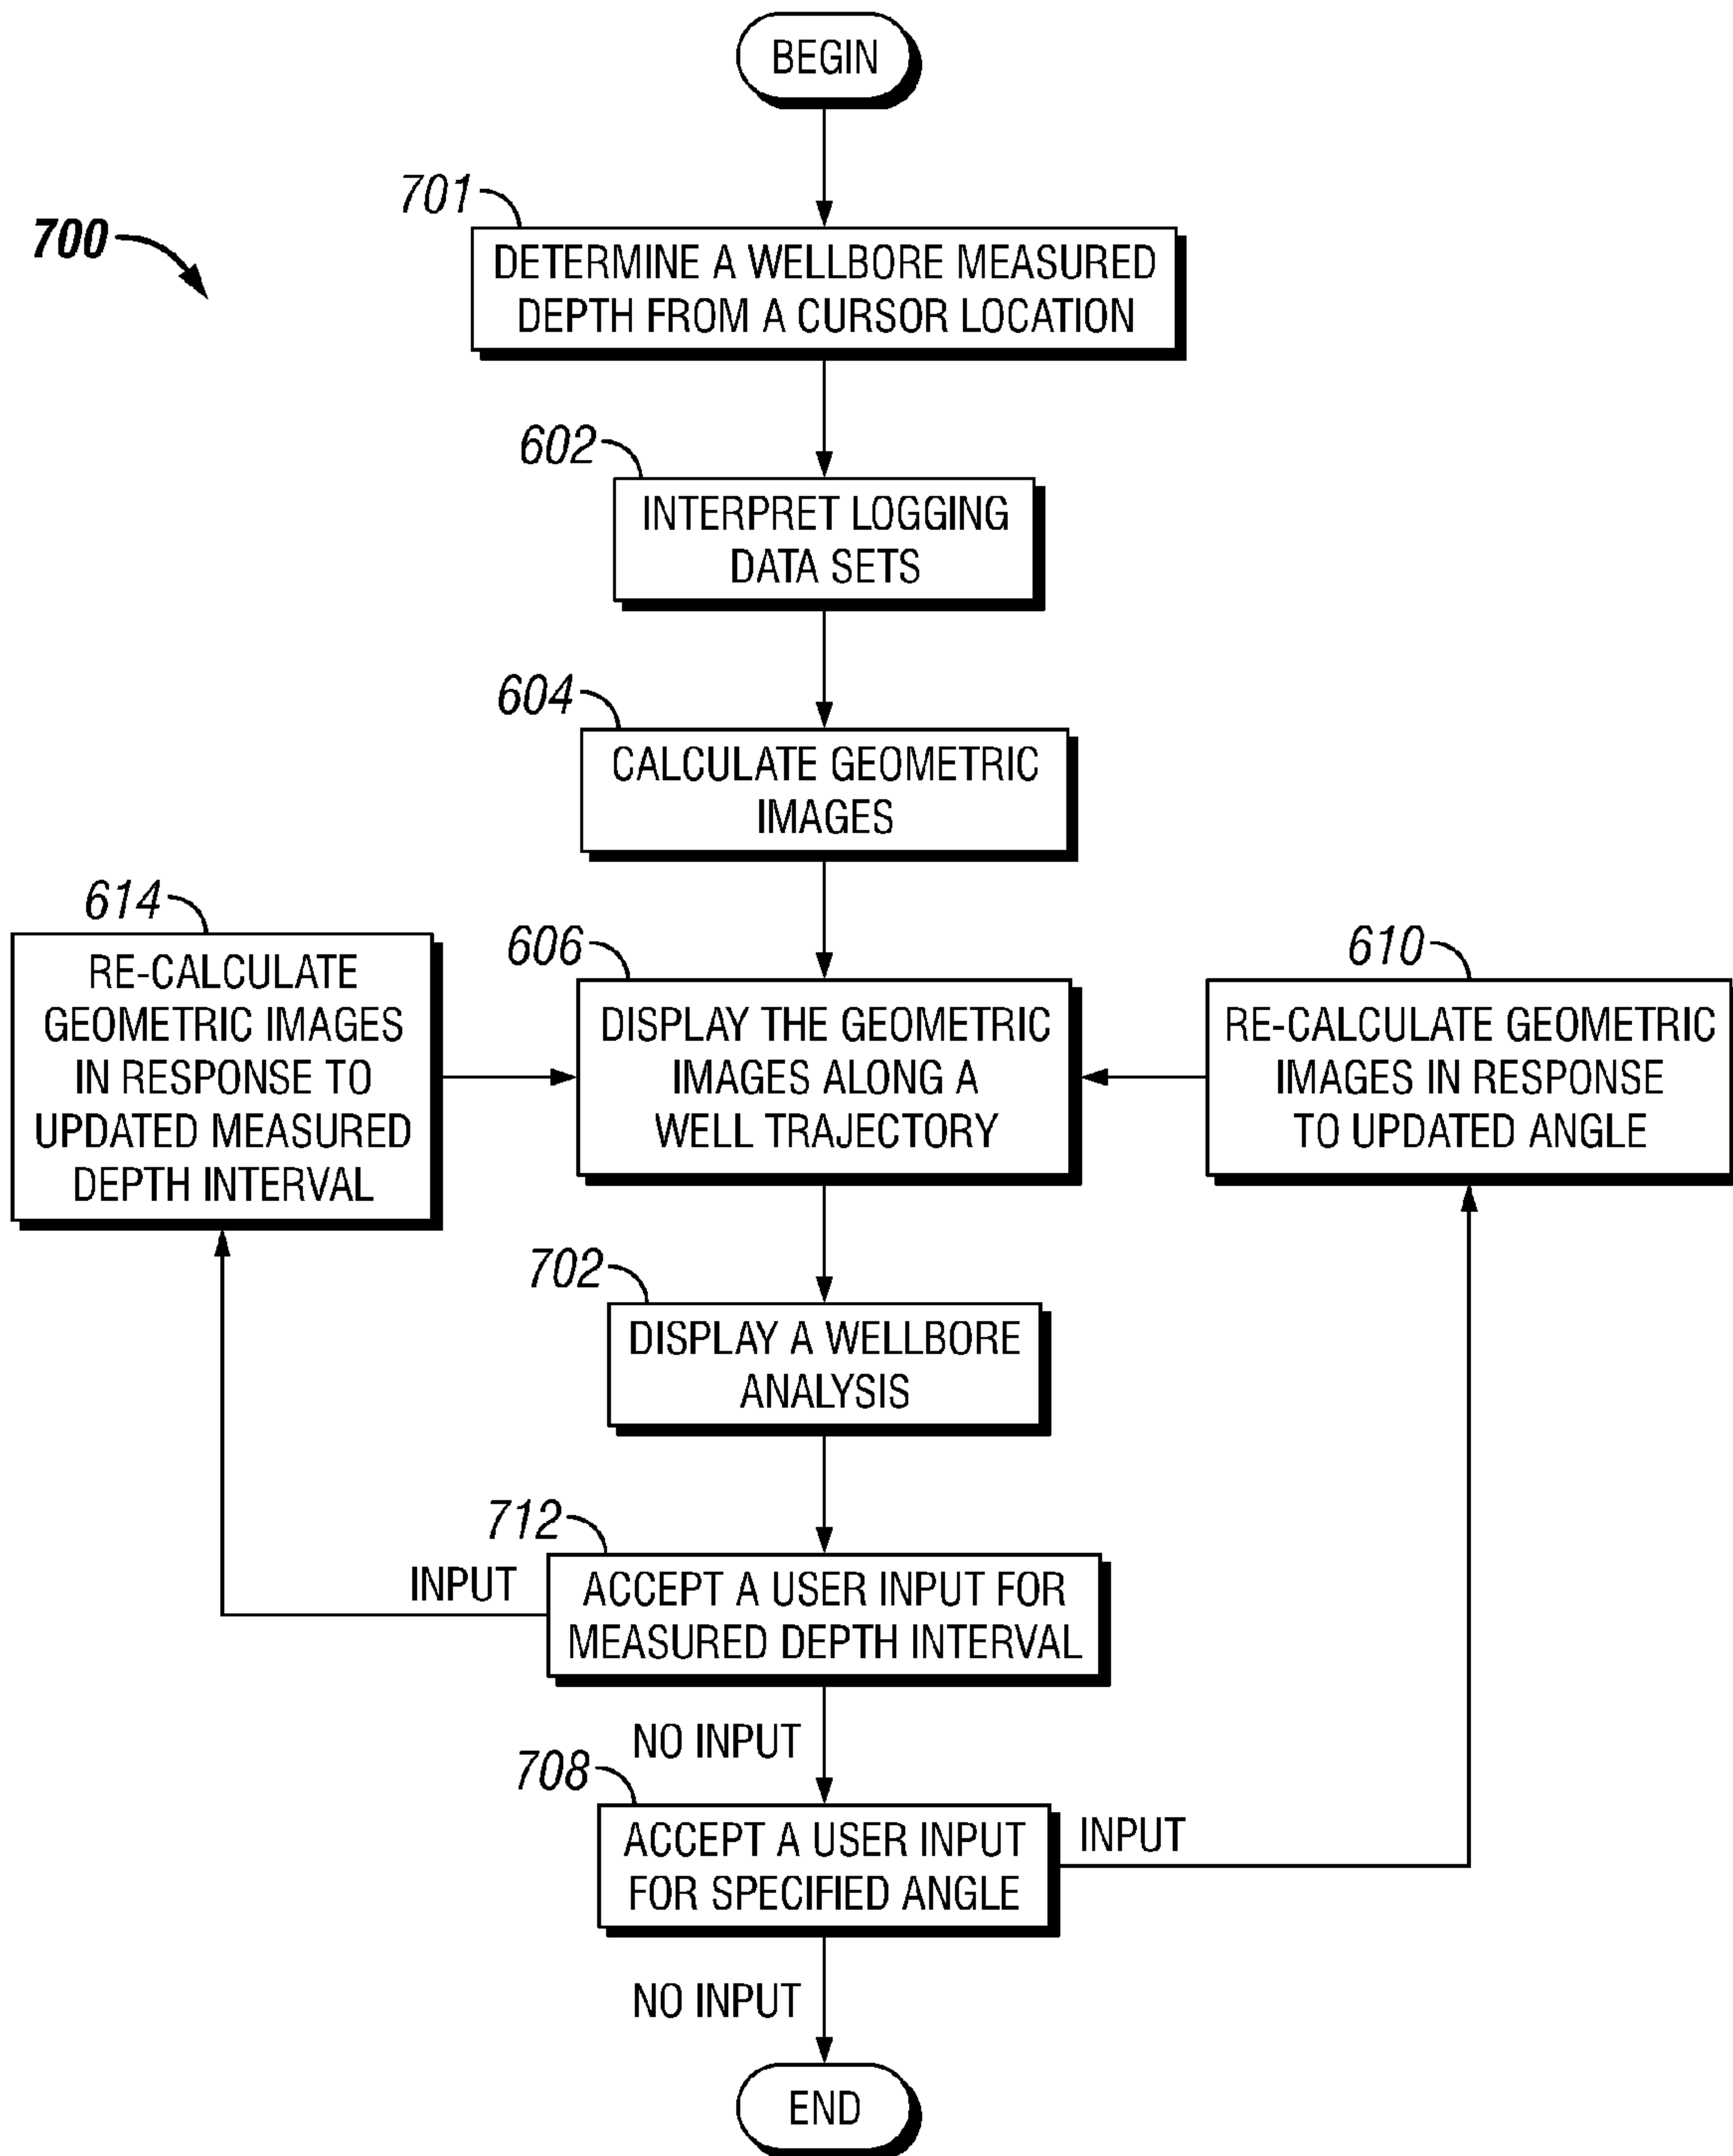 BEGIN
700
701
DETERMINE A WELLBORE MEASURED
DEPTH FROM A CURSOR LOCATION
602
INTERPRET LOGGING
DATA SETS
604
CALCULATE GEOMETRIC
IMAGES
614
RE-CALCULATE
GEOMETRIC IMAGES
IN RESPONSE TO
UPDATED MEASURED
DEPTH INTERVAL
606
DISPLAY THE GEOMETRIC
IMAGES ALONG A
WELL TRAJECTORY
610
RE-CALCULATE GEOMETRIC
IMAGES IN RESPONSE
TO UPDATED ANGLE
702
DISPLAY A WELLBORE
ANALYSIS
712
INPUT
ACCEPT A USER INPUT FOR
MEASURED DEPTH INTERVAL
NO INPUT
708
ACCEPT A USER INPUT
FOR SPECIFIED ANGLE
INPUT
NO INPUT
END